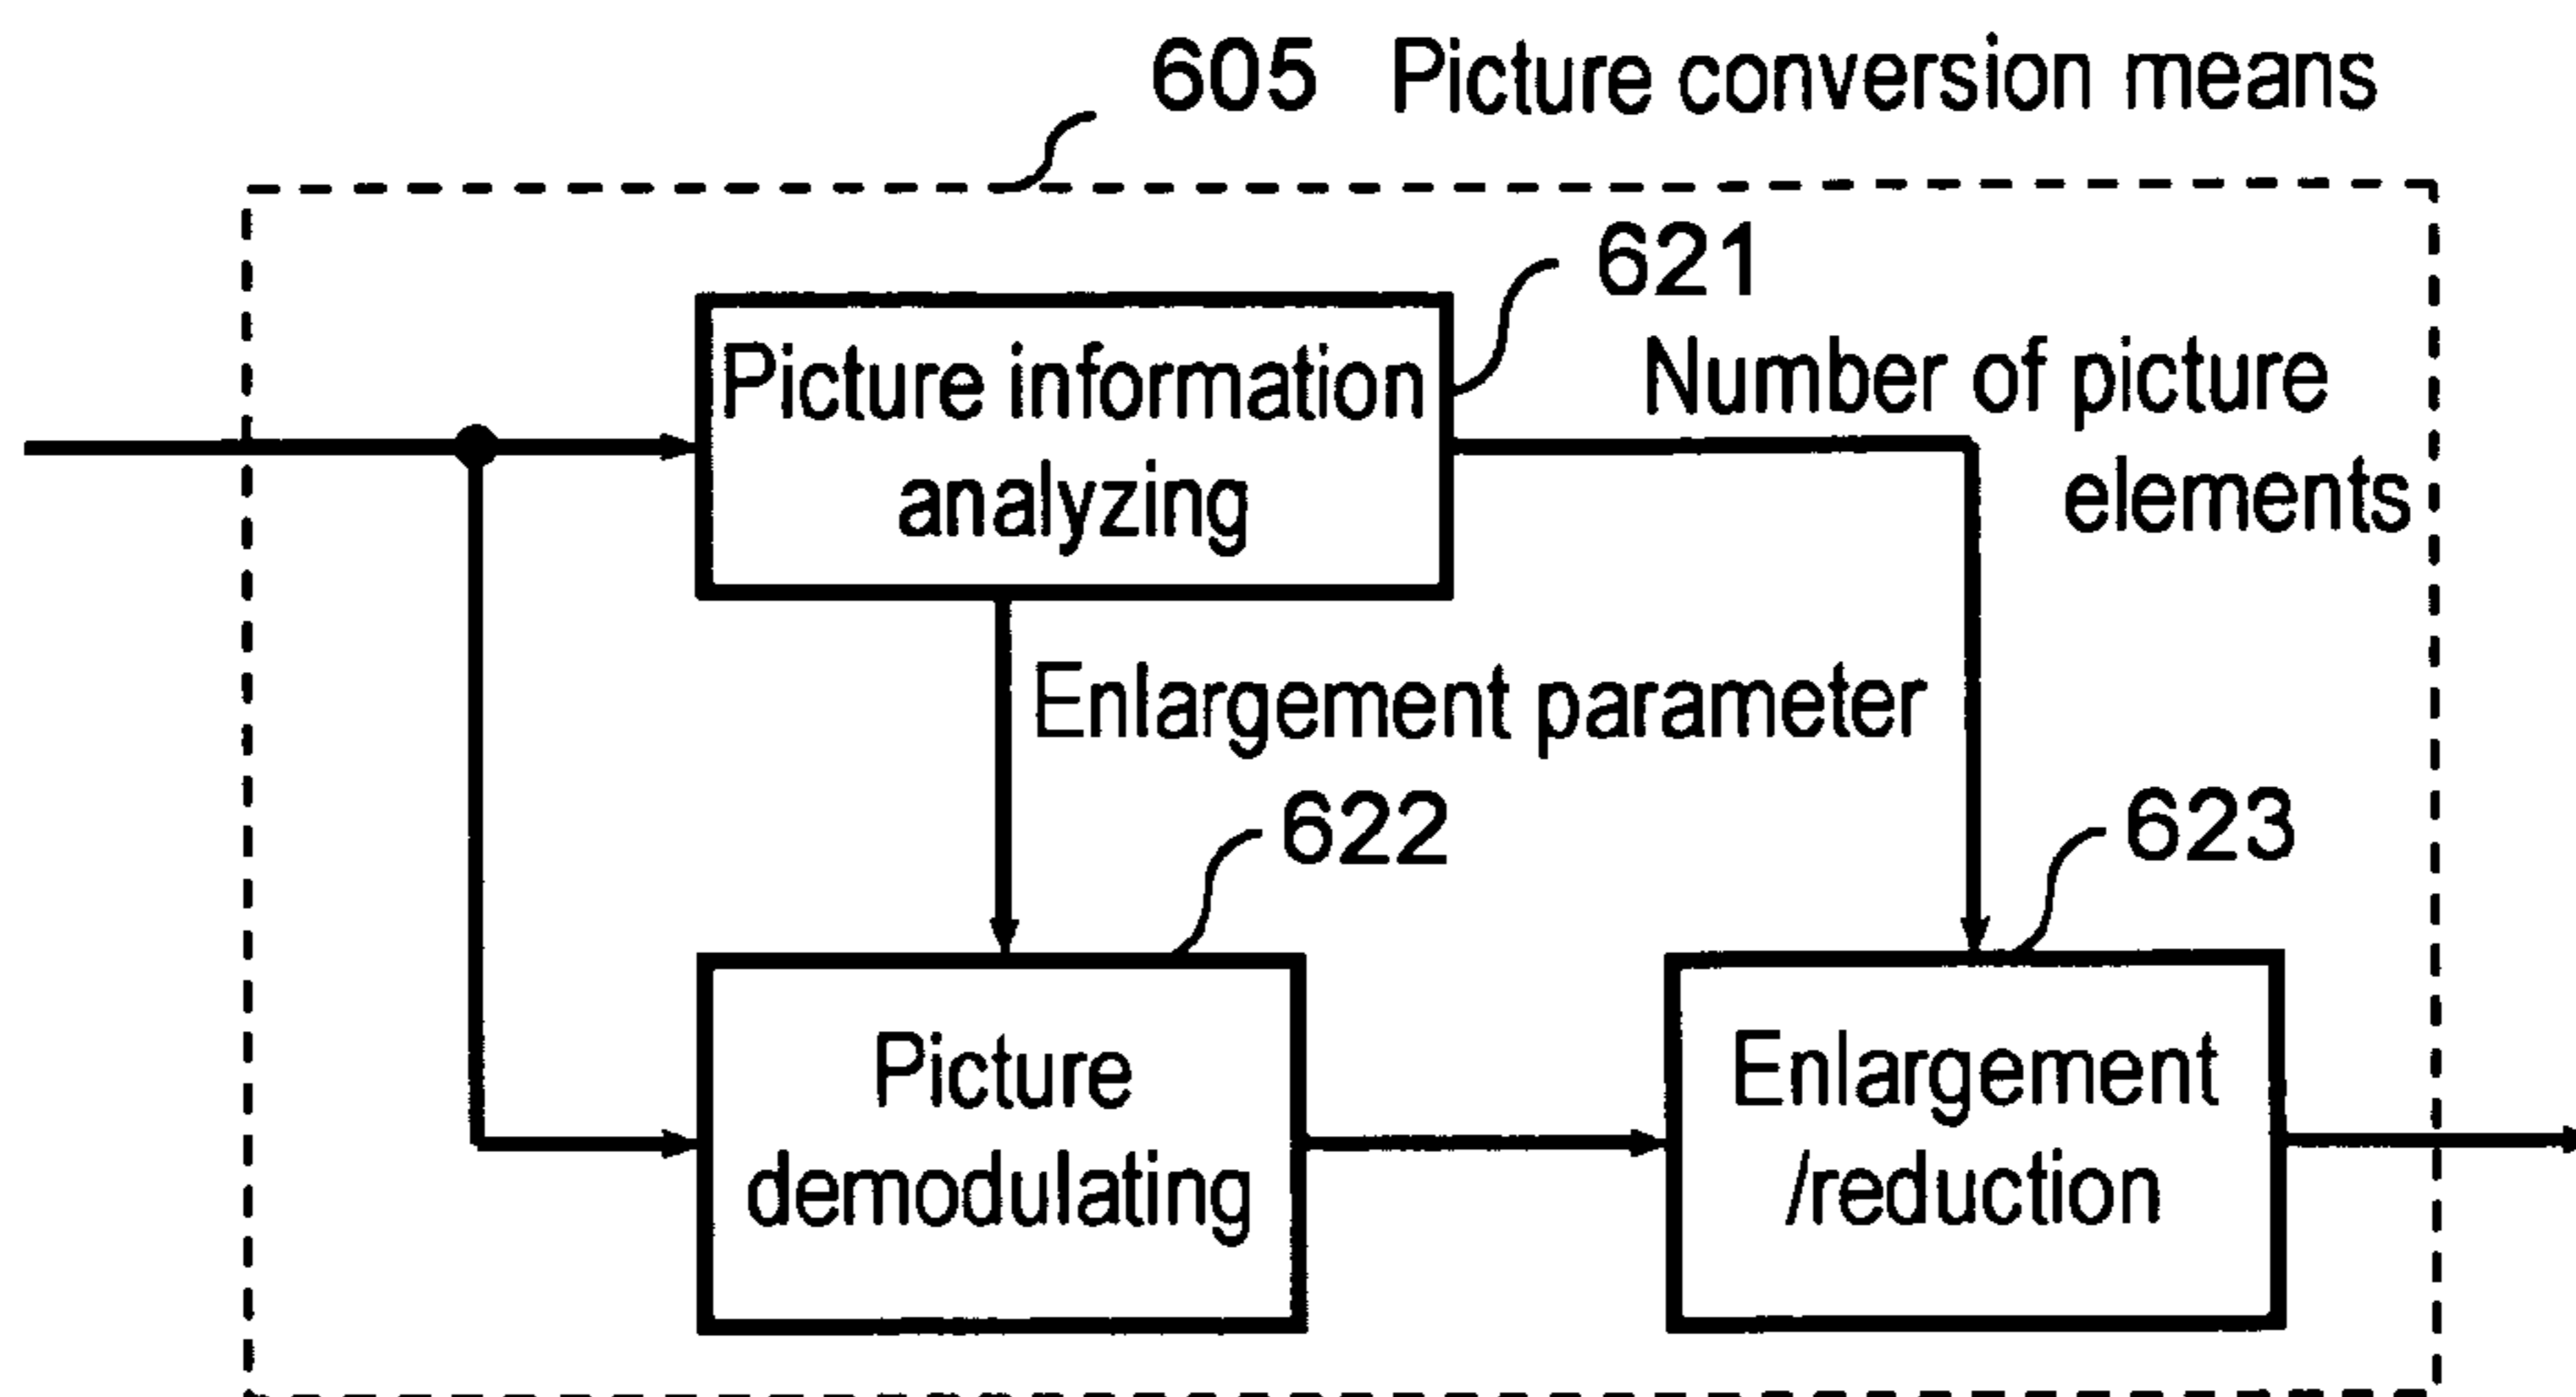 605 Picture conversion means
621
Picture information
analyzing
Number of picture
elements
Enlargement parameter
622
623
Picture
demodulating
Enlargement
/reduction